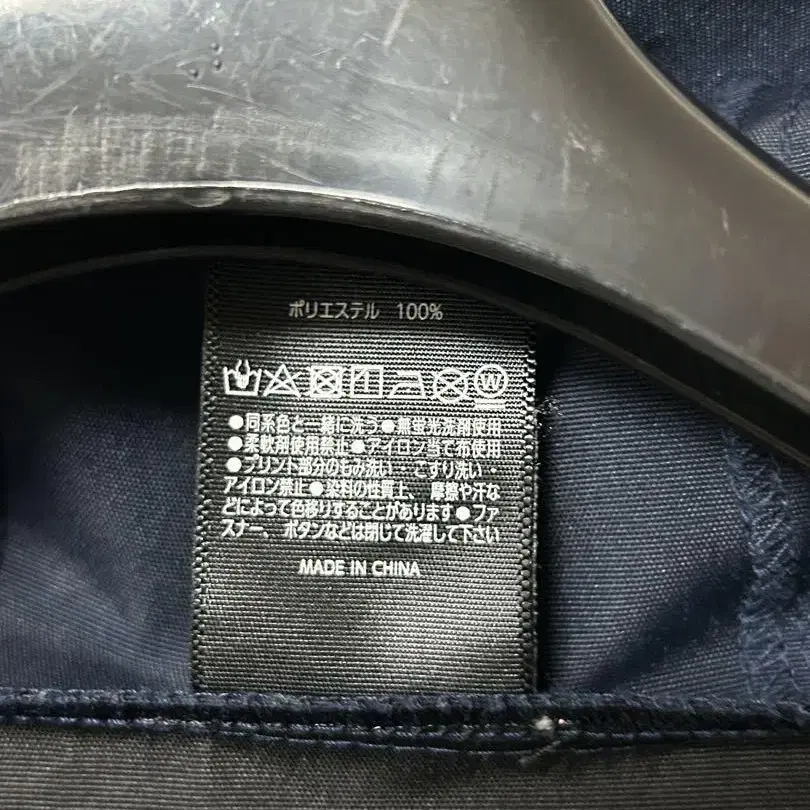 ポリエステル 100%
W
●同系色と一緒に洗う●無蛍光洗剤使用
●柔軟剤使用禁止●アイロン当て布使用
●プリント部分のもみ洗い・こすり洗い・
アイロン禁止●染料の性質上、摩擦や汗な
どによって色移りすることがあります●ファ
スナー、ボタンなどは閉じて洗濯して下さい
MADE IN CHINA